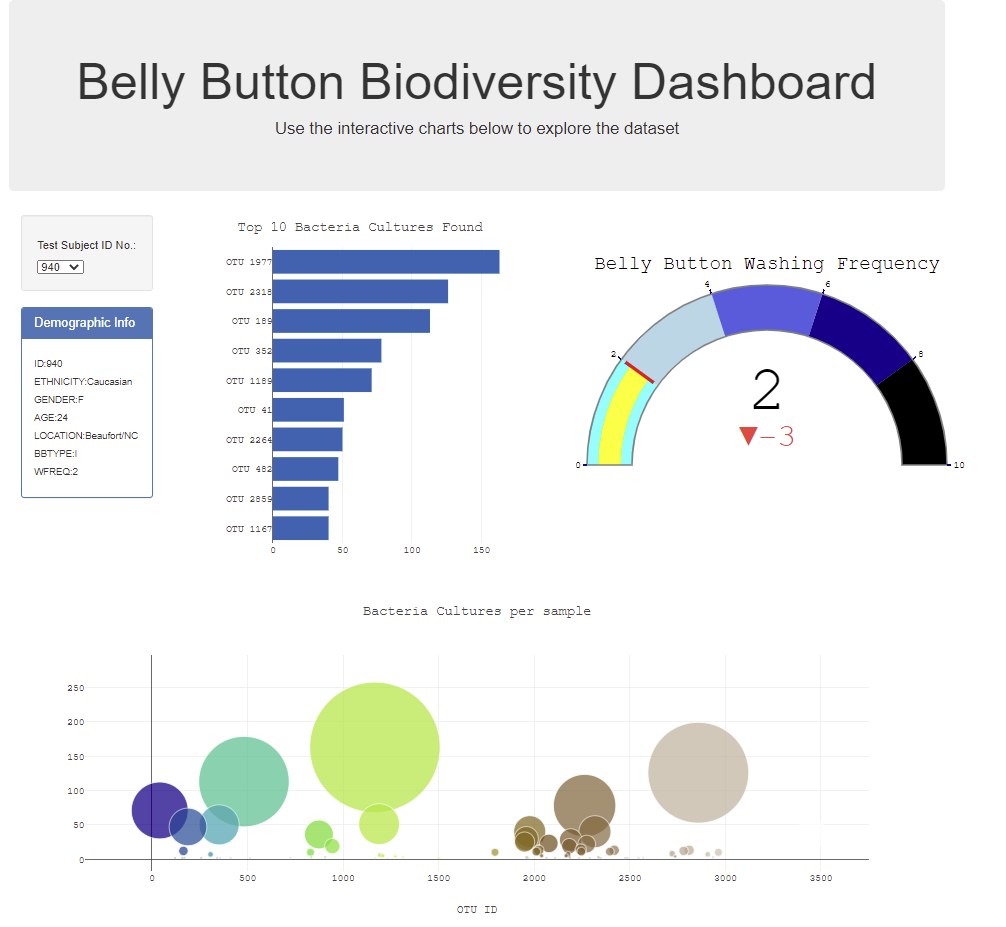 Belly Button Biodiversity Dashboard
Use the interactive charts below to explore the dataset
Test Subject ID No.:
940
Demographic Info
ID:940
ETHNICITY:Caucasian
GENDER:F
AGE:24
LOCATION:Beaufort/NC
BBTYPE:I
WFREQ:2
Top 10 Bacteria Cultures Found
OTU 1977
OTU 2318
OTU 189
OTU 352
OTU 1189
OTU 41
OTU 2264
OTU 482
OTU 2859
OTU 1167
0 50 100 150
Belly Button Washing Frequency
0 2 4 6 8 10
2
▼−3
Bacteria Cultures per sample
250
200
150
100
50
0
0 500 1000 1500 2000 2500 3000 3500
OTU ID